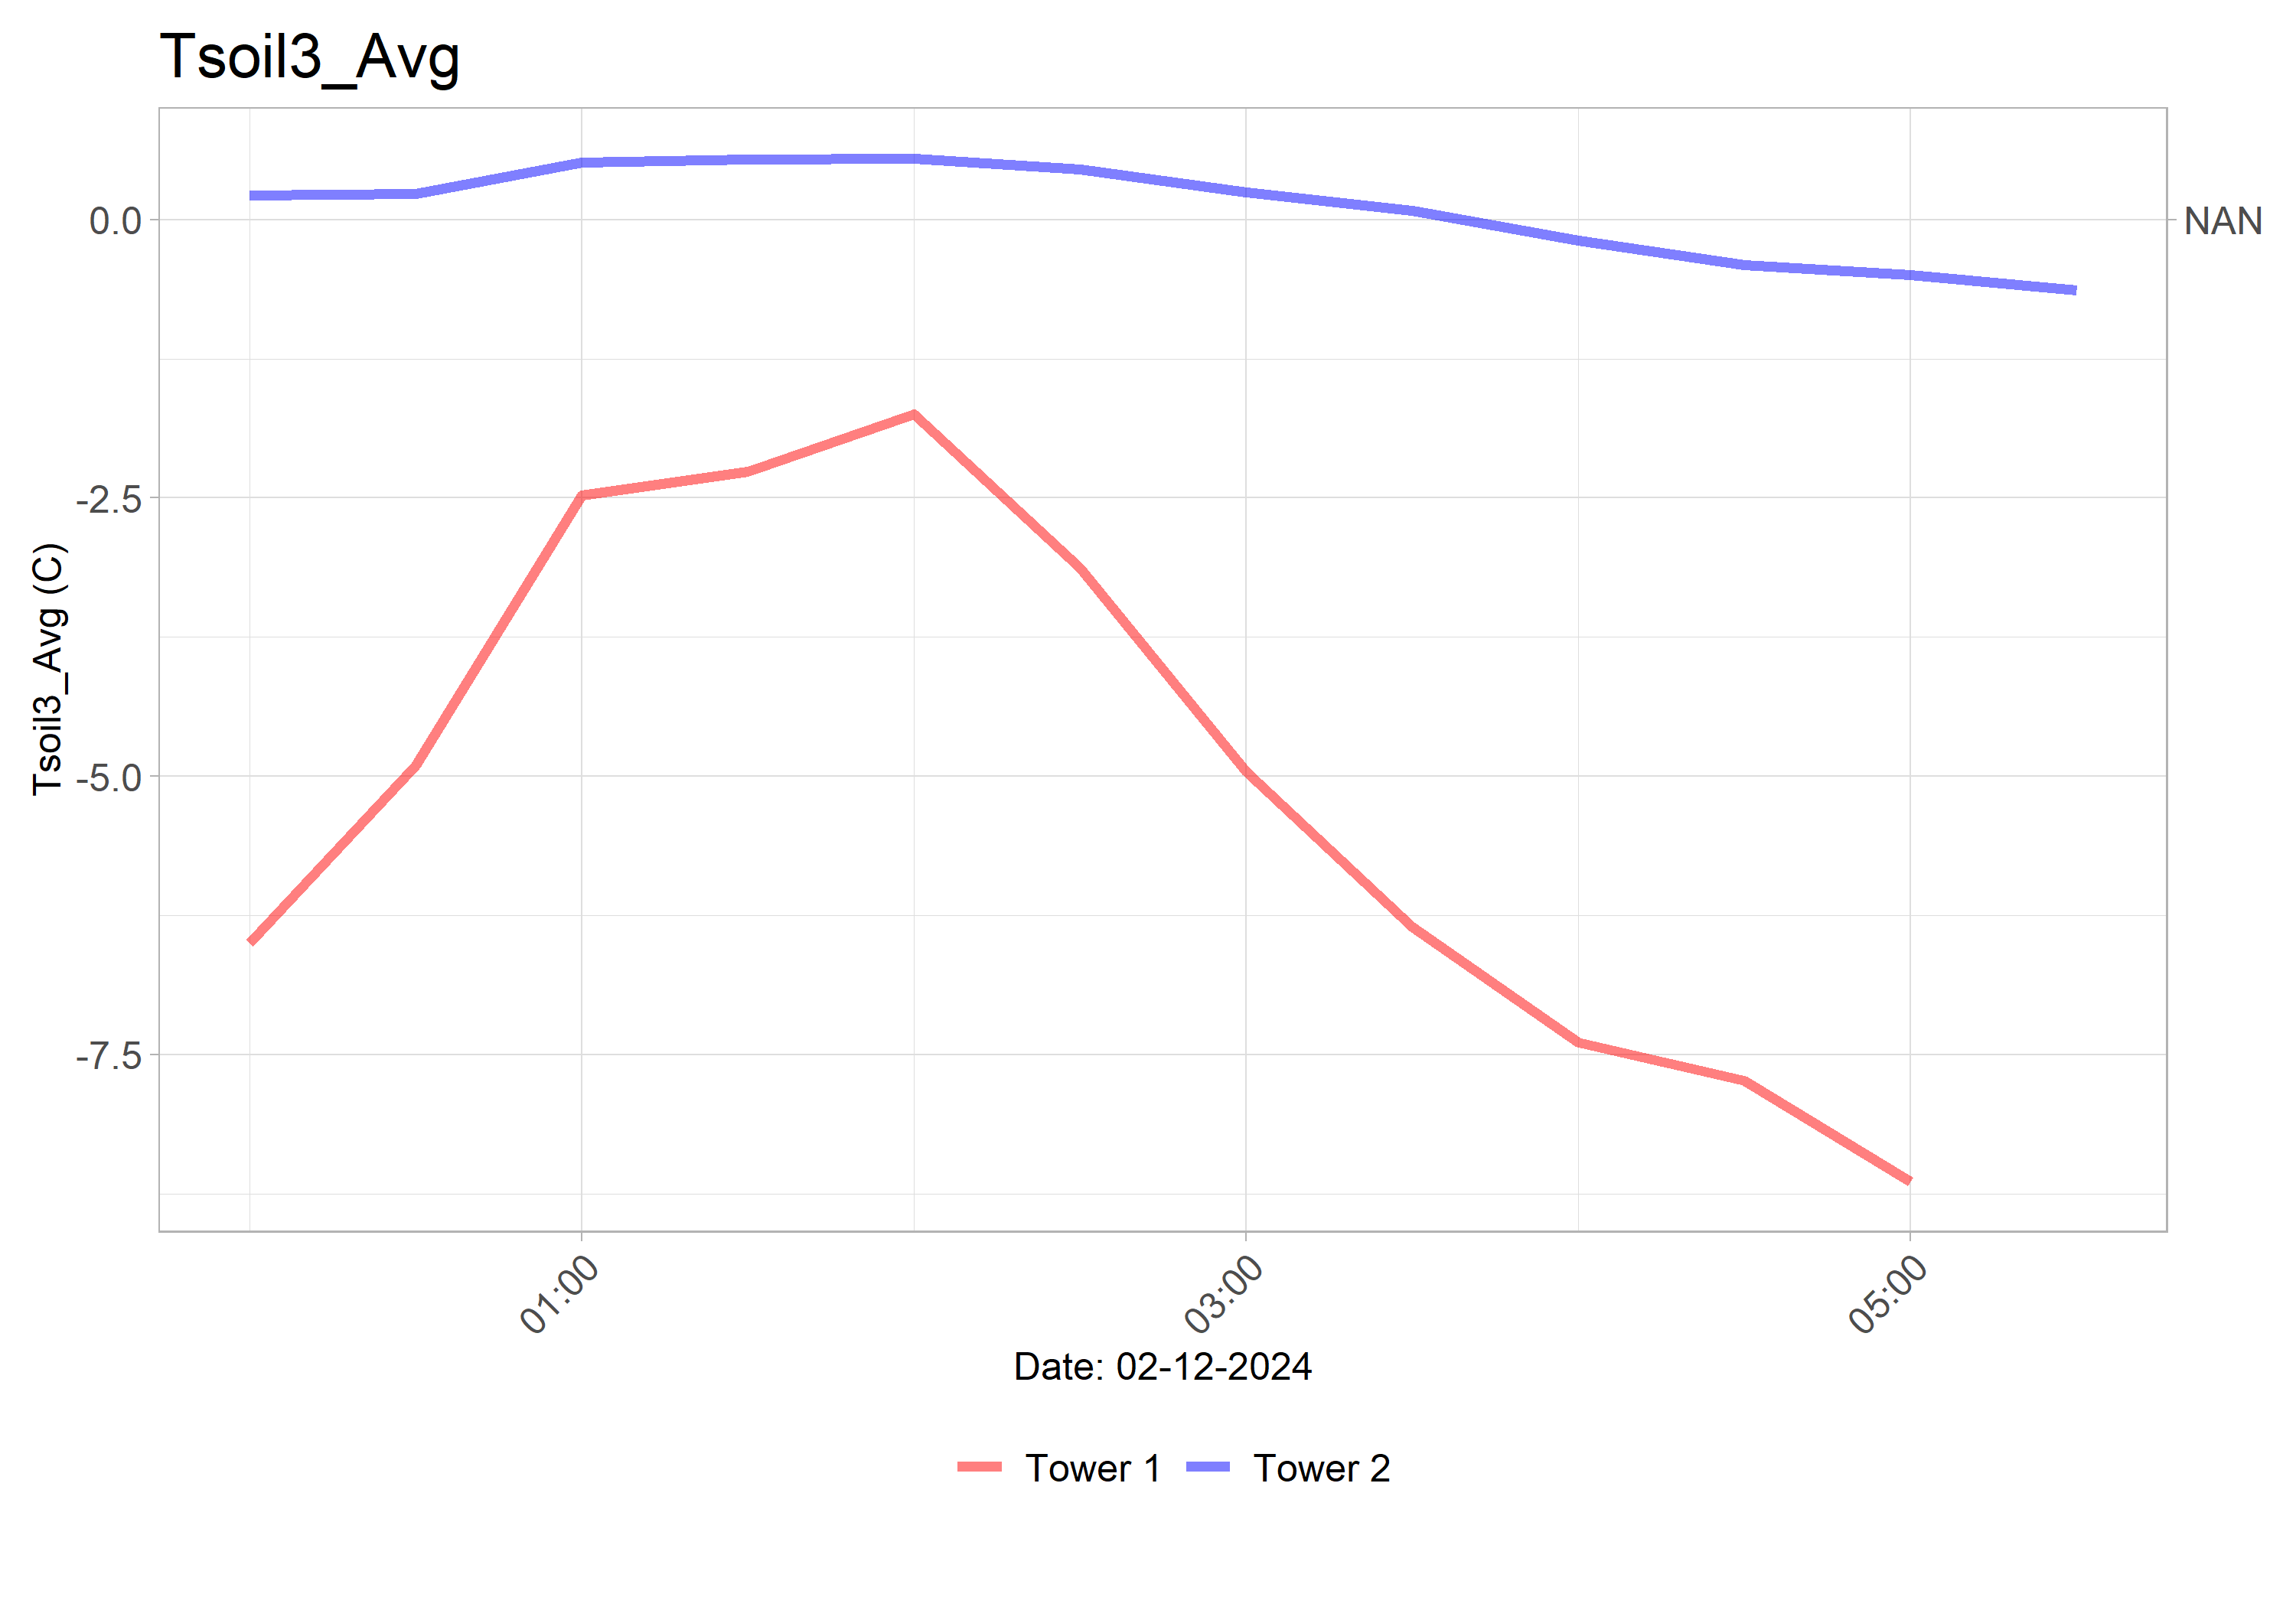 Tsoil3_Avg
Tsoil3_Avg (C)
0.0
-2.5
-5.0
-7.5
NAN
01:00
03:00
05:00
Date: 02-12-2024
Tower 1
Tower 2